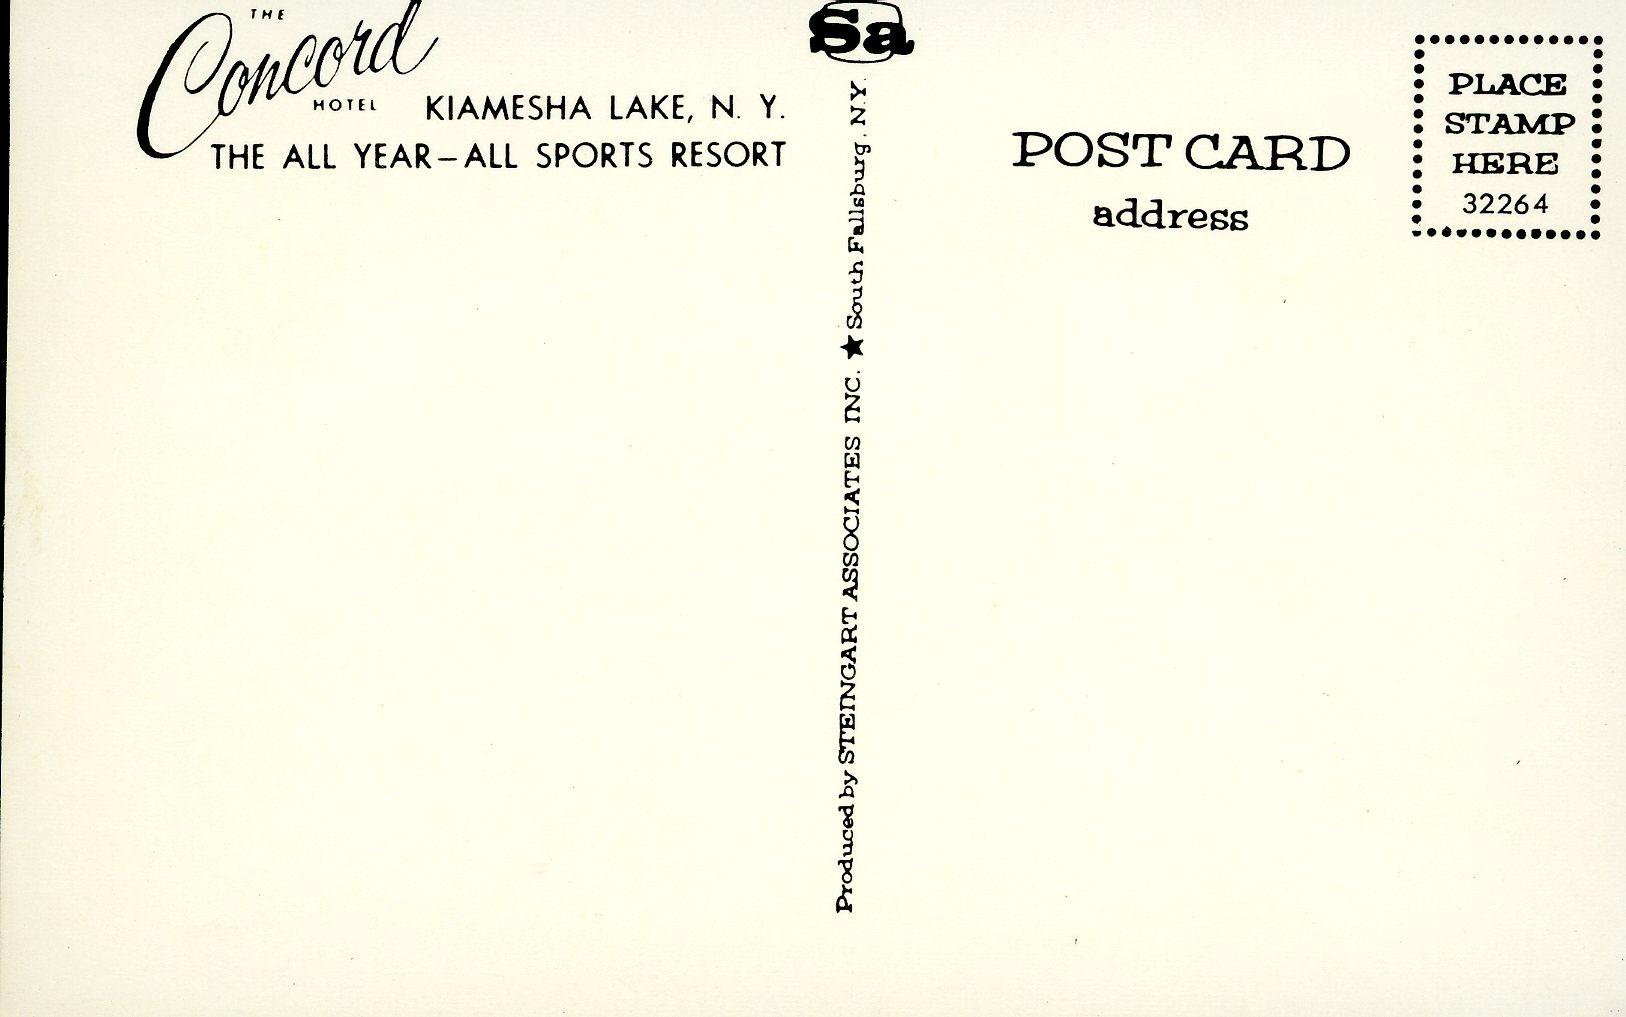 THE
Concord
HOTEL
KIAMESHA LAKE, N. Y.
THE ALL YEAR–ALL SPORTS RESORT
Sa
Produced by STEINGART ASSOCIATES INC. ★ South Fallsburg, N.Y.
POST CARD
address
PLACE
STAMP
HERE
32264